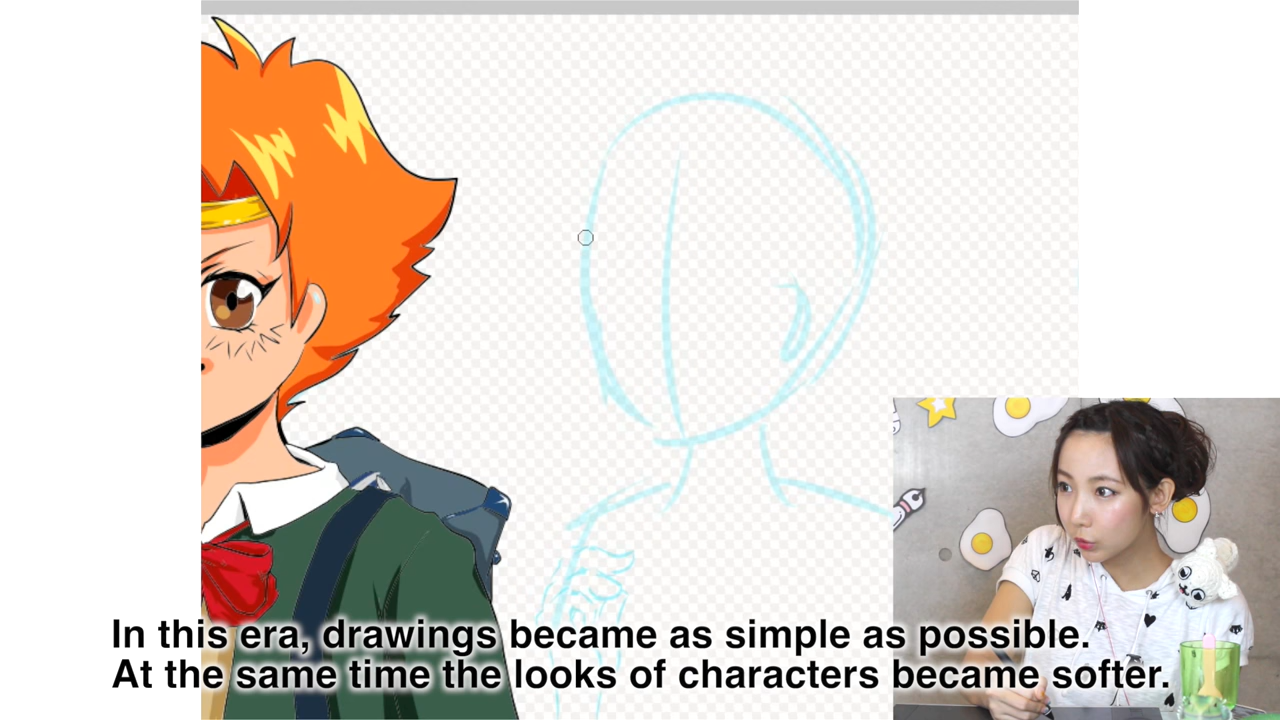 In this era, drawings became as simple as possible.
At the same time the looks of characters became softer.